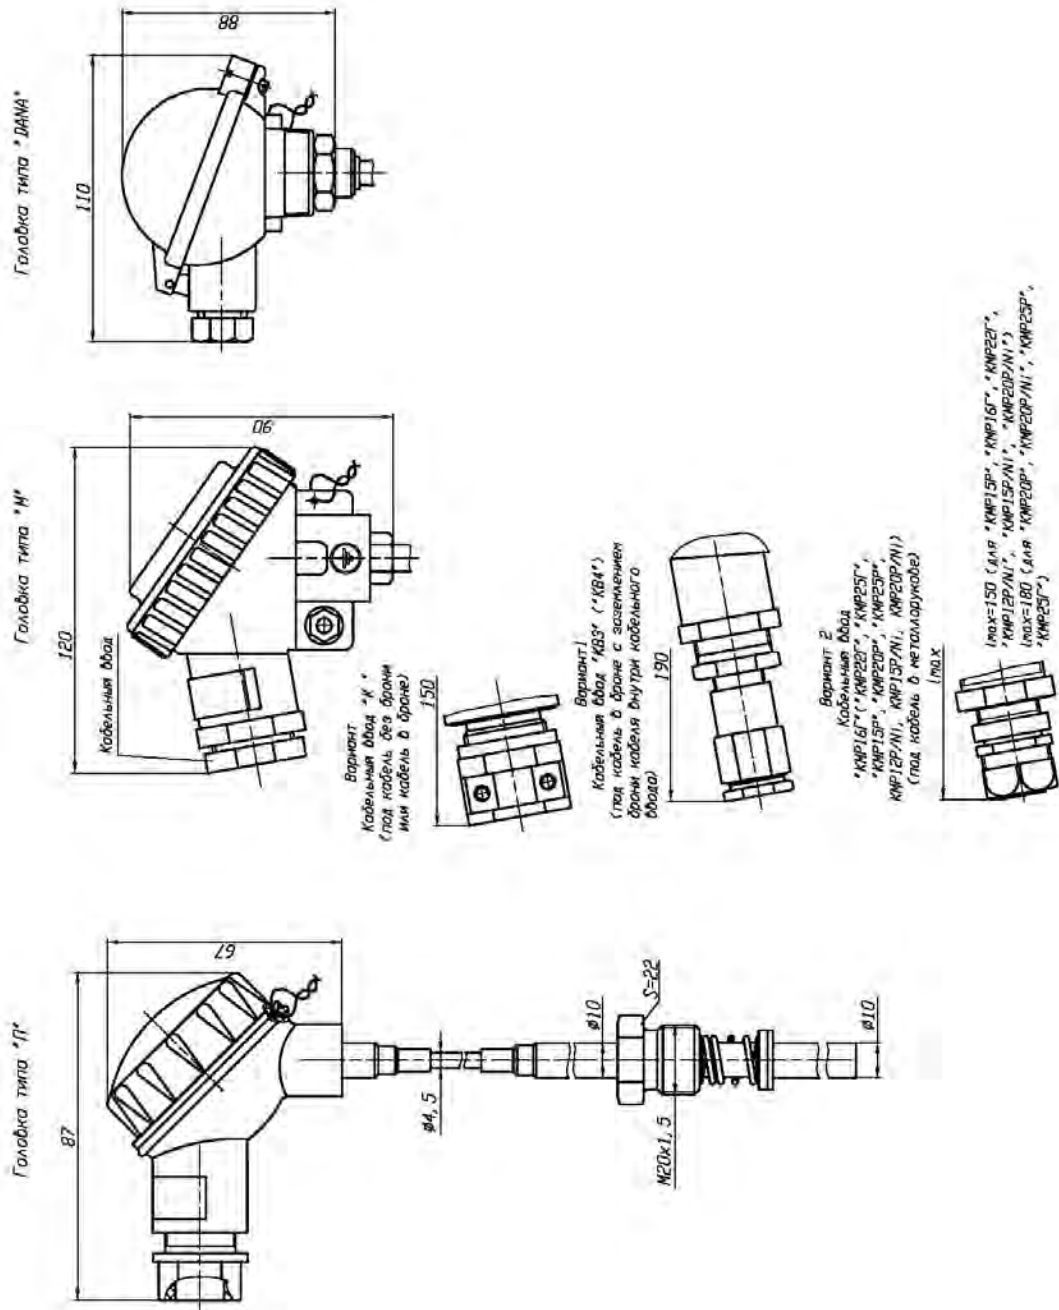 Головка типа "П"
87
67
ø4,5
ø10
S=22
M20x1,5
ø10
Головка типа "М"
120
90
Кабельный ввод
Вариант
Кабельный ввод "К"
(под кабель без брони
или кабель в броне)
150
Вариант 1
Кабельный ввод "КВ3" ("КВ4")
(под кабель в броне с заземлением
брони кабеля внутри кабельного
ввода)
190
Вариант 2
Кабельный ввод
"КМР16Г"("КМР22Г", "КМР25Г",
"КМР15Р", "КМР20Р", "КМР25Р",
КМР12Р/Ni, КМР15Р/Ni, КМР20Р/Ni)
(под кабель в металлорукаве)
lmax
lmax=150 (для "КМР15Р", "КМР16Г", "КМР22Г",
"КМР12Р/Ni", "КМР15Р/Ni", "КМР20Р/Ni")
lmax=180 (для "КМР20Р", "КМР20Р/Ni", "КМР25Р",
"КМР25Г")
Головка типа "DANA"
110
88